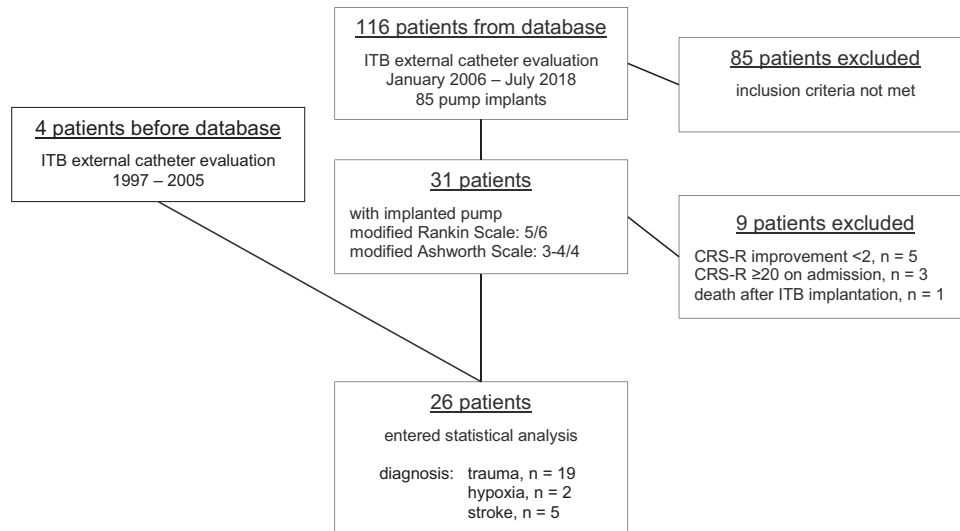 116 patients from database
ITB external catheter evaluation
January 2006 – July 2018
85 pump implants
85 patients excluded
inclusion criteria not met
4 patients before database
ITB external catheter evaluation
1997 – 2005
31 patients
with implanted pump
modified Rankin Scale: 5/6
modified Ashworth Scale: 3-4/4
9 patients excluded
CRS-R improvement <2, n = 5
CRS-R ≥20 on admission, n = 3
death after ITB implantation, n = 1
26 patients
entered statistical analysis
diagnosis: trauma, n = 19
hypoxia, n = 2
stroke, n = 5